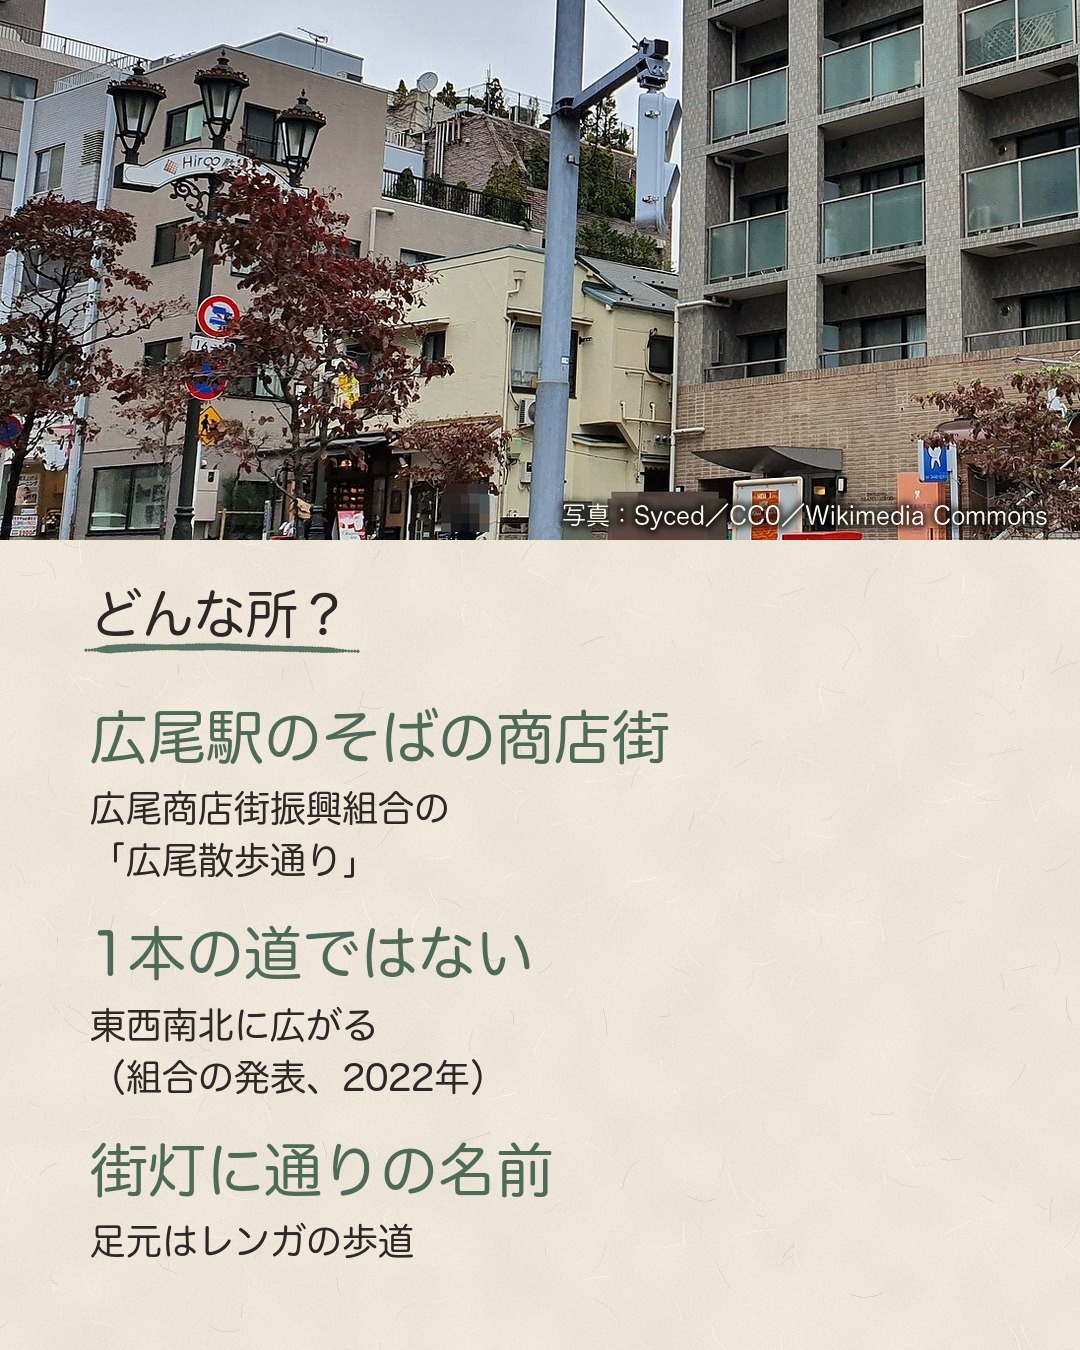 Hiroo 散
16
写真：Syced／CC0／Wikimedia Commons
どんな所？
広尾駅のそばの商店街
広尾商店街振興組合の
「広尾散歩通り」
1本の道ではない
東西南北に広がる
（組合の発表、2022年）
街灯に通りの名前
足元はレンガの歩道